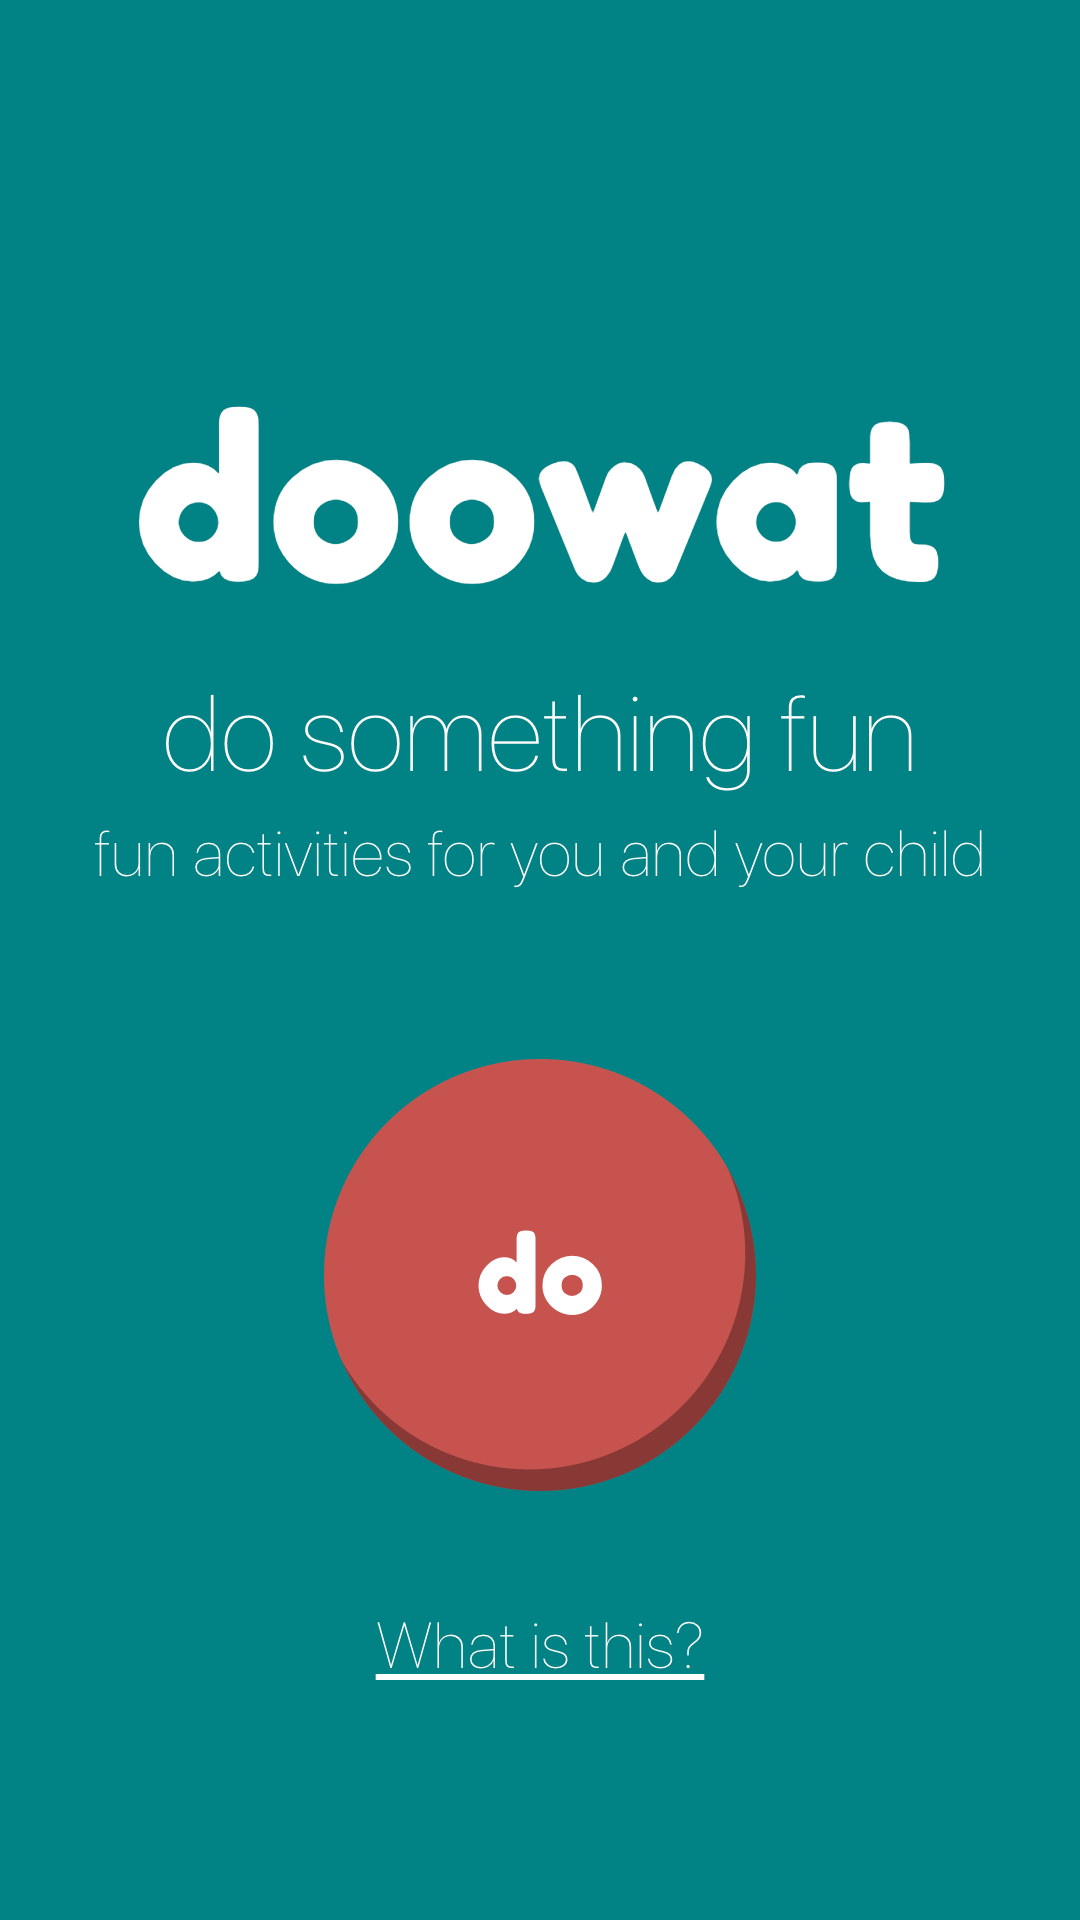 doowat
do something fun
fun activities for you and your child
do
What is this?